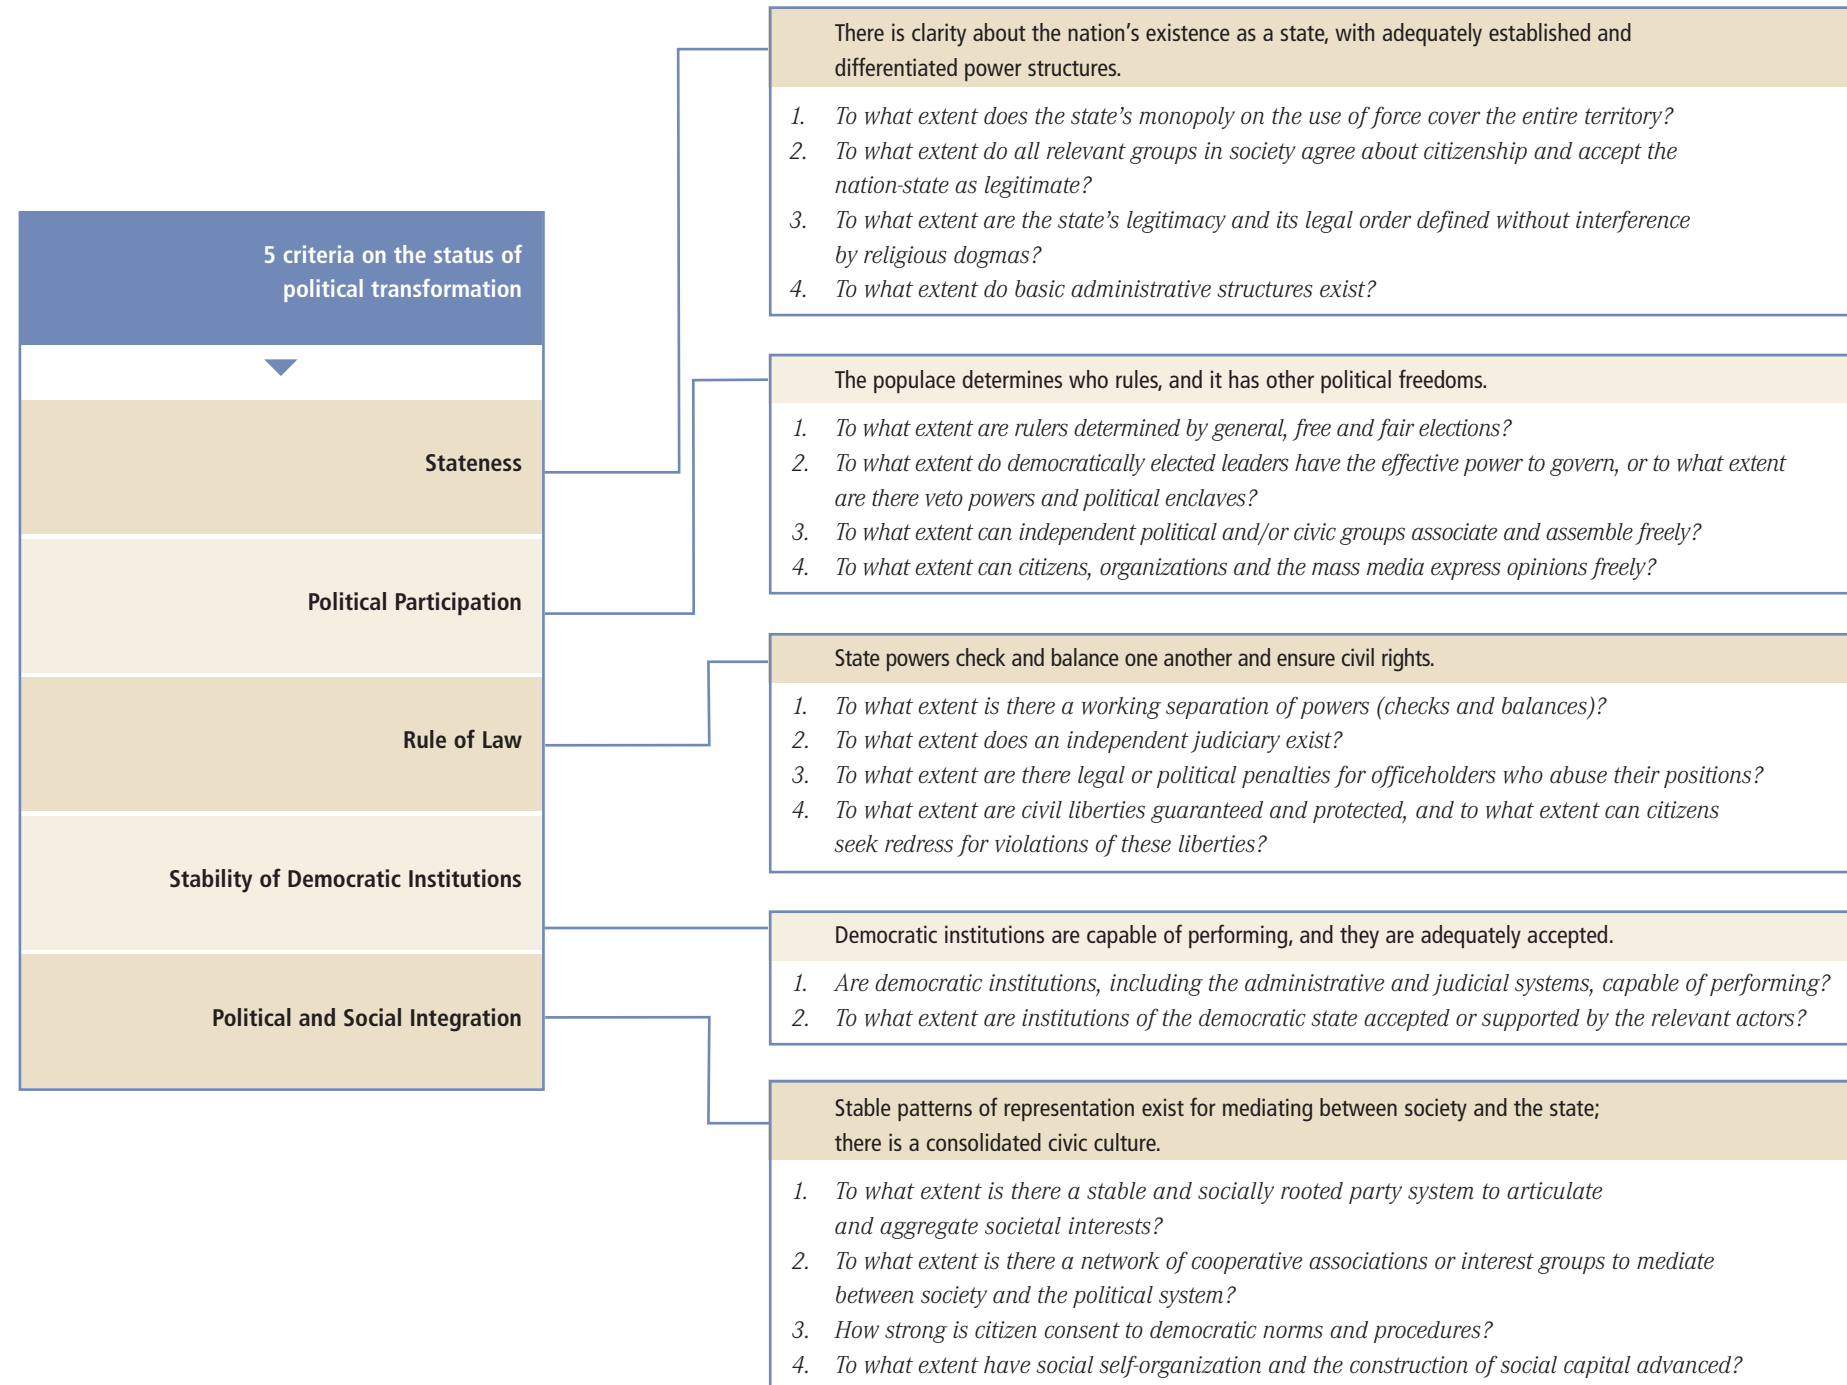 5 criteria on the status of
political transformation
Stateness
Political Participation
Rule of Law
Stability of Democratic Institutions
Political and Social Integration
There is clarity about the nation’s existence as a state, with adequately established and
differentiated power structures.
1. To what extent does the state’s monopoly on the use of force cover the entire territory?
2. To what extent do all relevant groups in society agree about citizenship and accept the
nation-state as legitimate?
3. To what extent are the state’s legitimacy and its legal order defined without interference
by religious dogmas?
4. To what extent do basic administrative structures exist?
The populace determines who rules, and it has other political freedoms.
1. To what extent are rulers determined by general, free and fair elections?
2. To what extent do democratically elected leaders have the effective power to govern, or to what extent
are there veto powers and political enclaves?
3. To what extent can independent political and/or civic groups associate and assemble freely?
4. To what extent can citizens, organizations and the mass media express opinions freely?
State powers check and balance one another and ensure civil rights.
1. To what extent is there a working separation of powers (checks and balances)?
2. To what extent does an independent judiciary exist?
3. To what extent are there legal or political penalties for officeholders who abuse their positions?
4. To what extent are civil liberties guaranteed and protected, and to what extent can citizens
seek redress for violations of these liberties?
Democratic institutions are capable of performing, and they are adequately accepted.
1. Are democratic institutions, including the administrative and judicial systems, capable of performing?
2. To what extent are institutions of the democratic state accepted or supported by the relevant actors?
Stable patterns of representation exist for mediating between society and the state;
there is a consolidated civic culture.
1. To what extent is there a stable and socially rooted party system to articulate
and aggregate societal interests?
2. To what extent is there a network of cooperative associations or interest groups to mediate
between society and the political system?
3. How strong is citizen consent to democratic norms and procedures?
4. To what extent have social self-organization and the construction of social capital advanced?